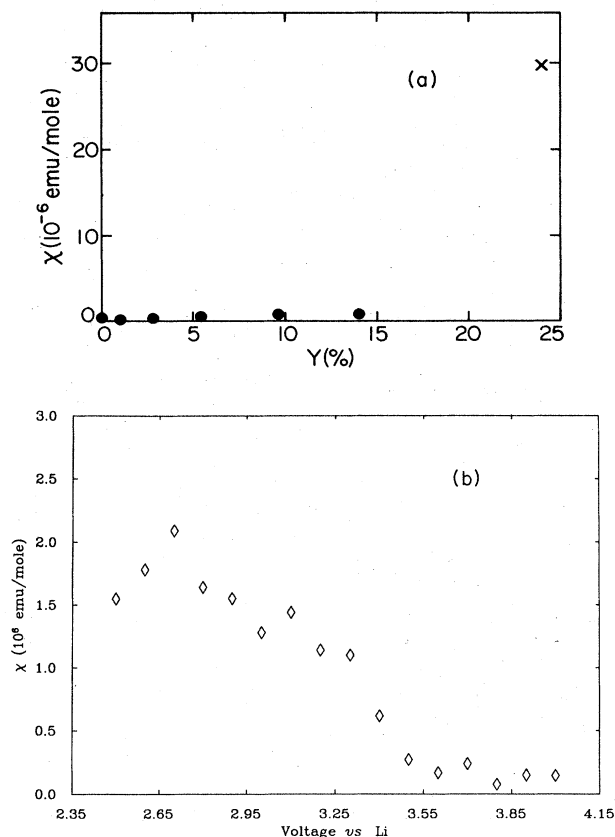 (a)
χ(10⁻⁶ emu/mole)
30
20
10
0
0 5 10 15 20 25
Y(%)
(b)
χ (10⁶ emu/mole)
3.0
2.5
2.0
1.5
1.0
0.5
0.0
2.35 2.65 2.95 3.25 3.55 3.85 4.15
Voltage vs Li